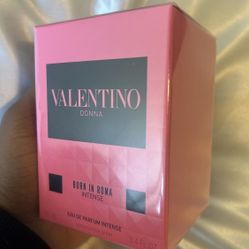 VALENTINO
DONNA
BORN IN ROMA
INTENSE
EAU DE PARFUM INTENSE